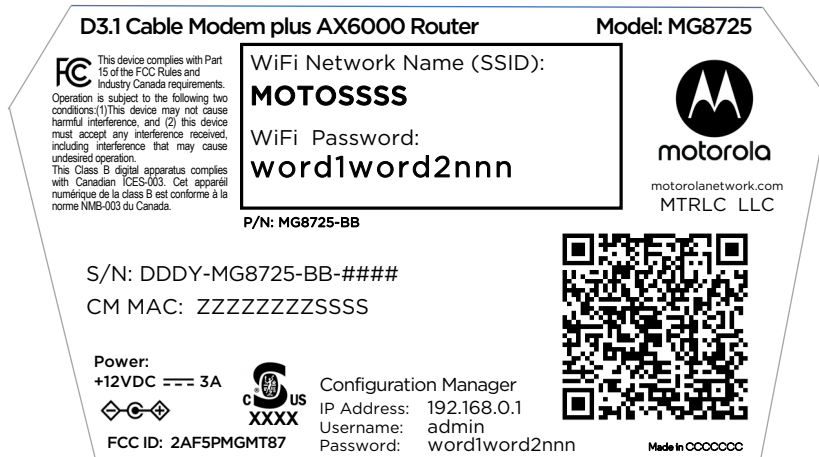 D3.1 Cable Modem plus AX6000 Router
Model: MG8725
FC
This device complies with Part
15 of the FCC Rules and
Industry Canada requirements.
Operation is subject to the following two
conditions:(1)This device may not cause
harmful interference, and (2) this device
must accept any interference received,
including interference that may cause
undesired operation.
This Class B digital apparatus complies
with Canadian ICES-003. Cet appareil
numérique de la class B est conforme à la
norme NMB-003 du Canada.
WiFi Network Name (SSID):
MOTOSSSS
WiFi Password:
word1word2nnn
P/N: MG8725-BB
motorola
motorolanetwork.com
MTRLC LLC
S/N: DDDY-MG8725-BB-####
CM MAC: ZZZZZZZZSSSS
Power:
+12VDC 3A
FCC ID: 2AF5PMGMT87
C US
XXXX
Configuration Manager
IP Address: 192.168.0.1
Username: admin
Password: word1word2nnn
Made in CCCCCCC